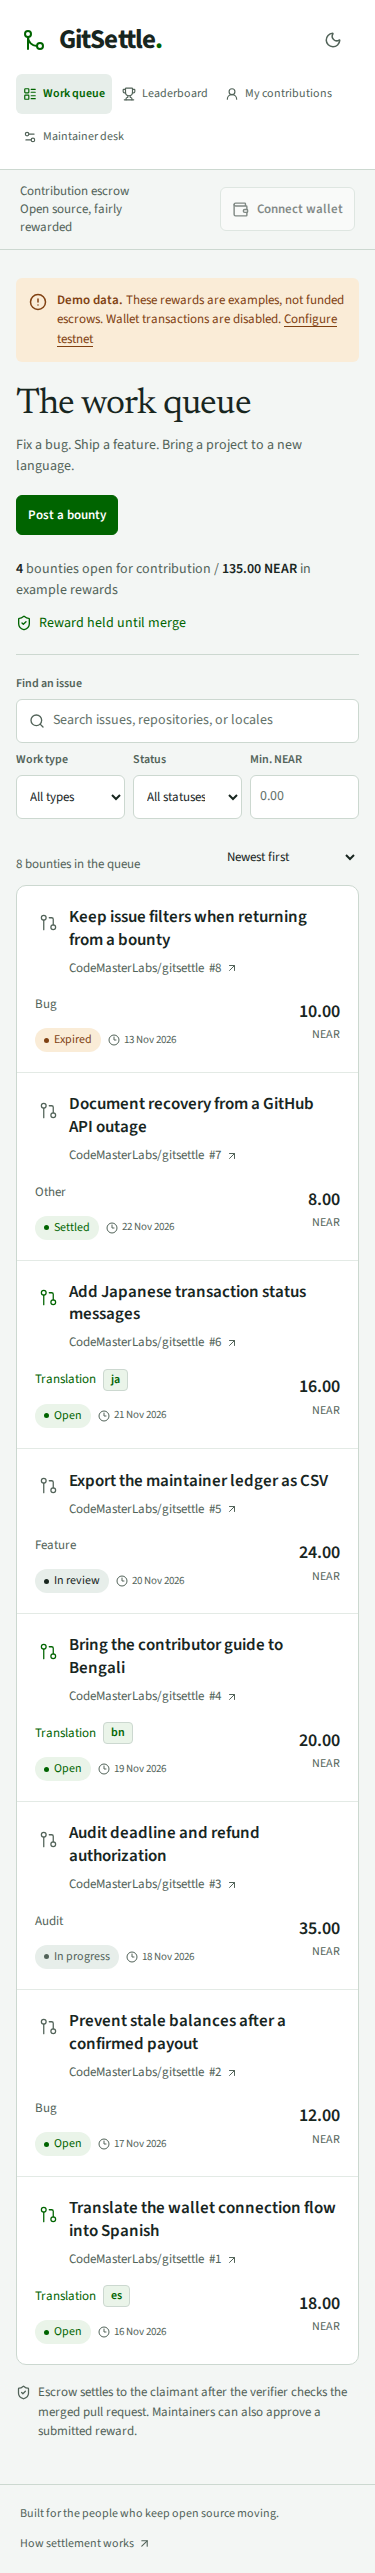 GitSettle.
Work queue
Leaderboard
My contributions
Maintainer desk
Contribution escrow
Open source, fairly
rewarded
Connect wallet
Demo data. These rewards are examples, not funded
escrows. Wallet transactions are disabled. Configure
testnet
The work queue
Fix a bug. Ship a feature. Bring a project to a new
language.
Post a bounty
4 bounties open for contribution / 135.00 NEAR in
example rewards
Reward held until merge
Find an issue
Search issues, repositories, or locales
Work type
Status
Min. NEAR
All types
All statuses
0.00
8 bounties in the queue
Newest first
Keep issue filters when returning
from a bounty
CodeMasterLabs/gitsettle #8
Bug
10.00
NEAR
Expired
13 Nov 2026
Document recovery from a GitHub
API outage
CodeMasterLabs/gitsettle #7
Other
8.00
NEAR
Settled
22 Nov 2026
Add Japanese transaction status
messages
CodeMasterLabs/gitsettle #6
Translation ja
16.00
NEAR
Open
21 Nov 2026
Export the maintainer ledger as CSV
CodeMasterLabs/gitsettle #5
Feature
24.00
NEAR
In review
20 Nov 2026
Bring the contributor guide to
Bengali
CodeMasterLabs/gitsettle #4
Translation bn
20.00
NEAR
Open
19 Nov 2026
Audit deadline and refund
authorization
CodeMasterLabs/gitsettle #3
Audit
35.00
NEAR
In progress
18 Nov 2026
Prevent stale balances after a
confirmed payout
CodeMasterLabs/gitsettle #2
Bug
12.00
NEAR
Open
17 Nov 2026
Translate the wallet connection flow
into Spanish
CodeMasterLabs/gitsettle #1
Translation es
18.00
NEAR
Open
16 Nov 2026
Escrow settles to the claimant after the verifier checks the
merged pull request. Maintainers can also approve a
submitted reward.
Built for the people who keep open source moving.
How settlement works